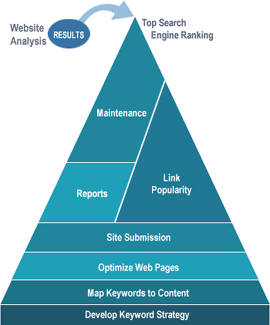 Website
Analysis
RESULTS
Top Search
Engine Ranking
Maintenance
Link
Popularity
Reports
Site Submission
Optimize Web Pages
Map Keywords to Content
Develop Keyword Strategy